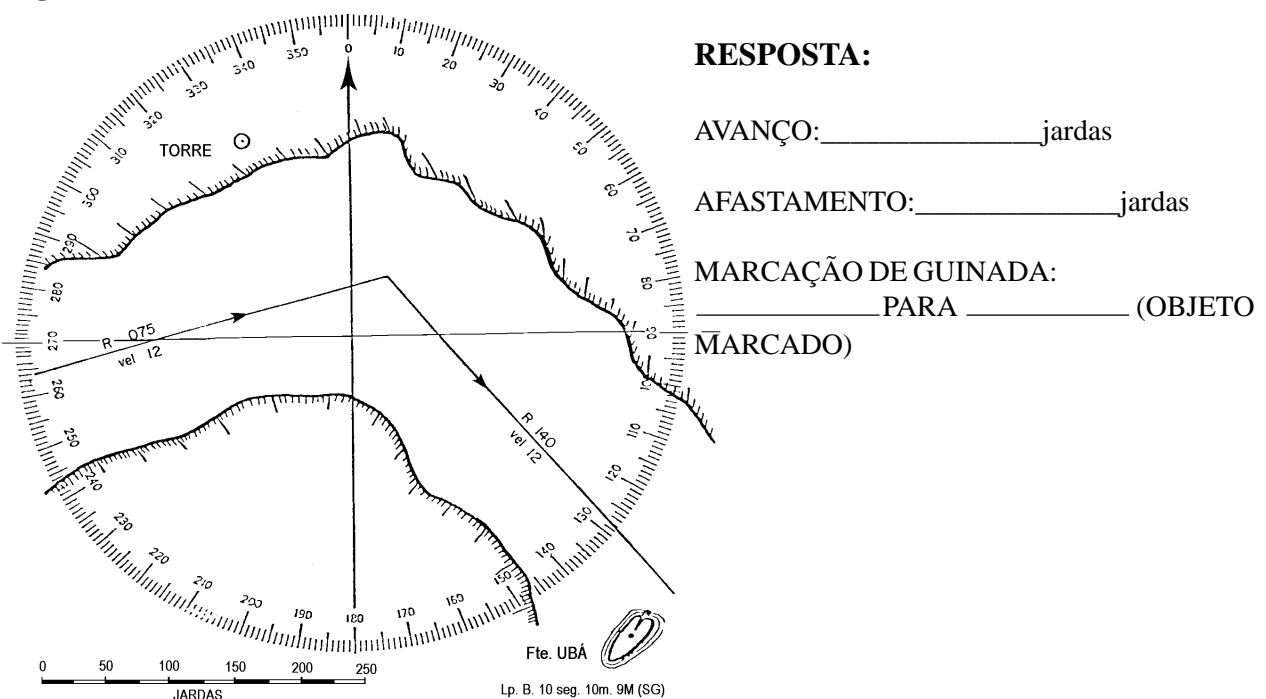 RESPOSTA:
AVANÇO:_______________jardas
AFASTAMENTO:______________jardas
MARCAÇÃO DE GUINADA:
_____________PARA ___________ (OBJETO
MARCADO)
0
10
20
30
40
50
60
70
80
90
10
110
120
130
140
150
160
170
180
190
200
210
220
230
240
250
260
270
280
290
300
310
320
330
340
350
TORRE
R 075
vel 12
R 140
vel 12
Fte. UBÁ
Lp. B. 10 seg. 10m. 9M (SG)
0 50 100 150 200 250
JARDAS